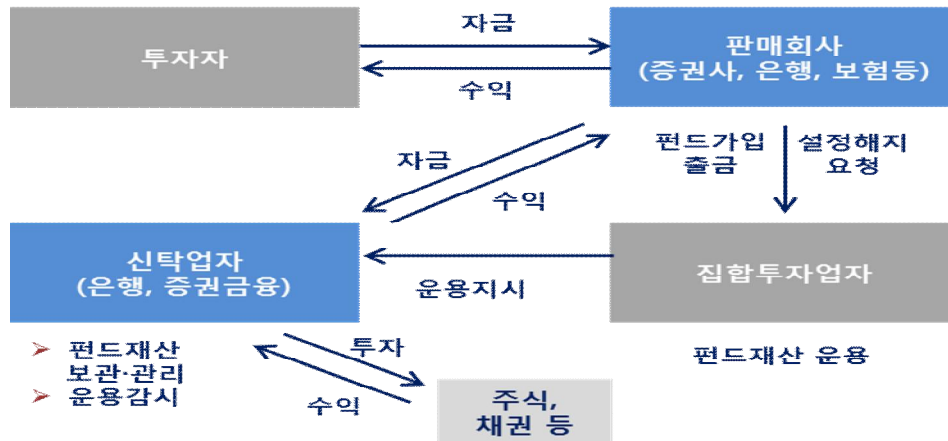 투자자
자금
수익
판매회사
(증권사, 은행, 보험등)
자금
수익
펀드가입
출금
설정해지
요청
신탁업자
(은행, 증권금융)
운용지시
집합투자업자
➢ 펀드재산
보관·관리
➢ 운용감시
투자
수익
주식,
채권 등
펀드재산 운용